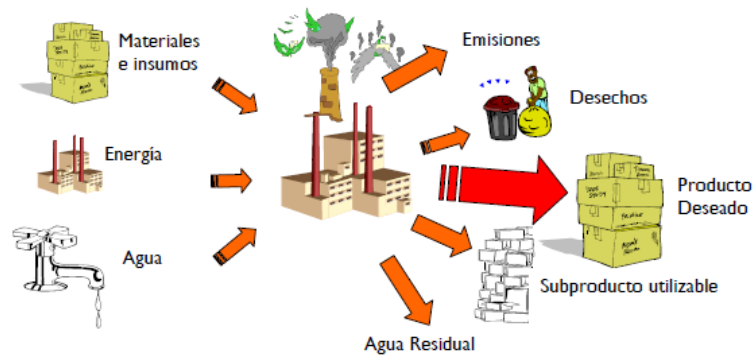 Materiales
e insumos
Energía
Agua
Emisiones
Desechos
Producto
Deseado
Subproducto utilizable
Agua Residual